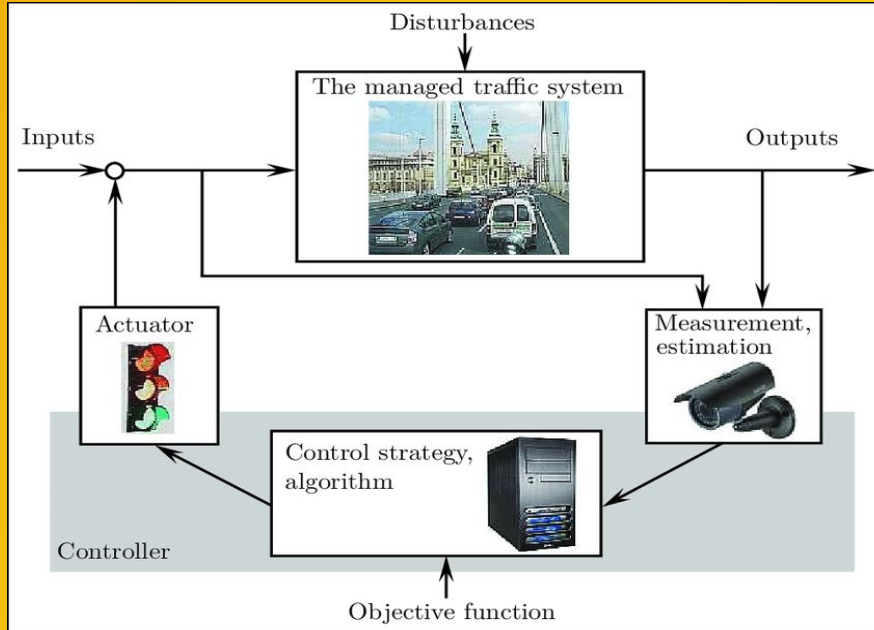 Disturbances
The managed traffic system
Inputs
Outputs
Actuator
Measurement,
estimation
Control strategy,
algorithm
Controller
Objective function